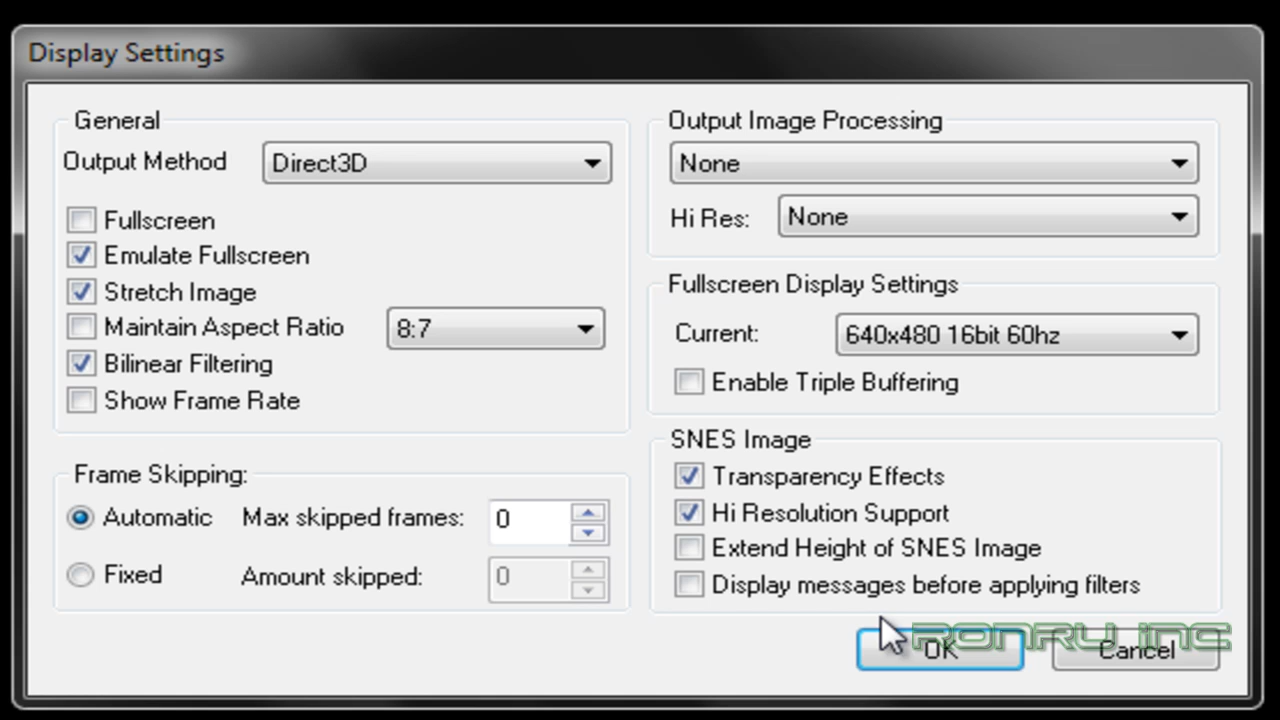 Display Settings
General
Output Method Direct3D
Fullscreen
Emulate Fullscreen
Stretch Image
Maintain Aspect Ratio 8:7
Bilinear Filtering
Show Frame Rate
Frame Skipping:
Automatic Max skipped frames: 0
Fixed Amount skipped: 0
Output Image Processing
None
Hi Res: None
Fullscreen Display Settings
Current: 640x480 16bit 60hz
Enable Triple Buffering
SNES Image
Transparency Effects
Hi Resolution Support
Extend Height of SNES Image
Display messages before applying filters
RONRU inc
OK Cancel